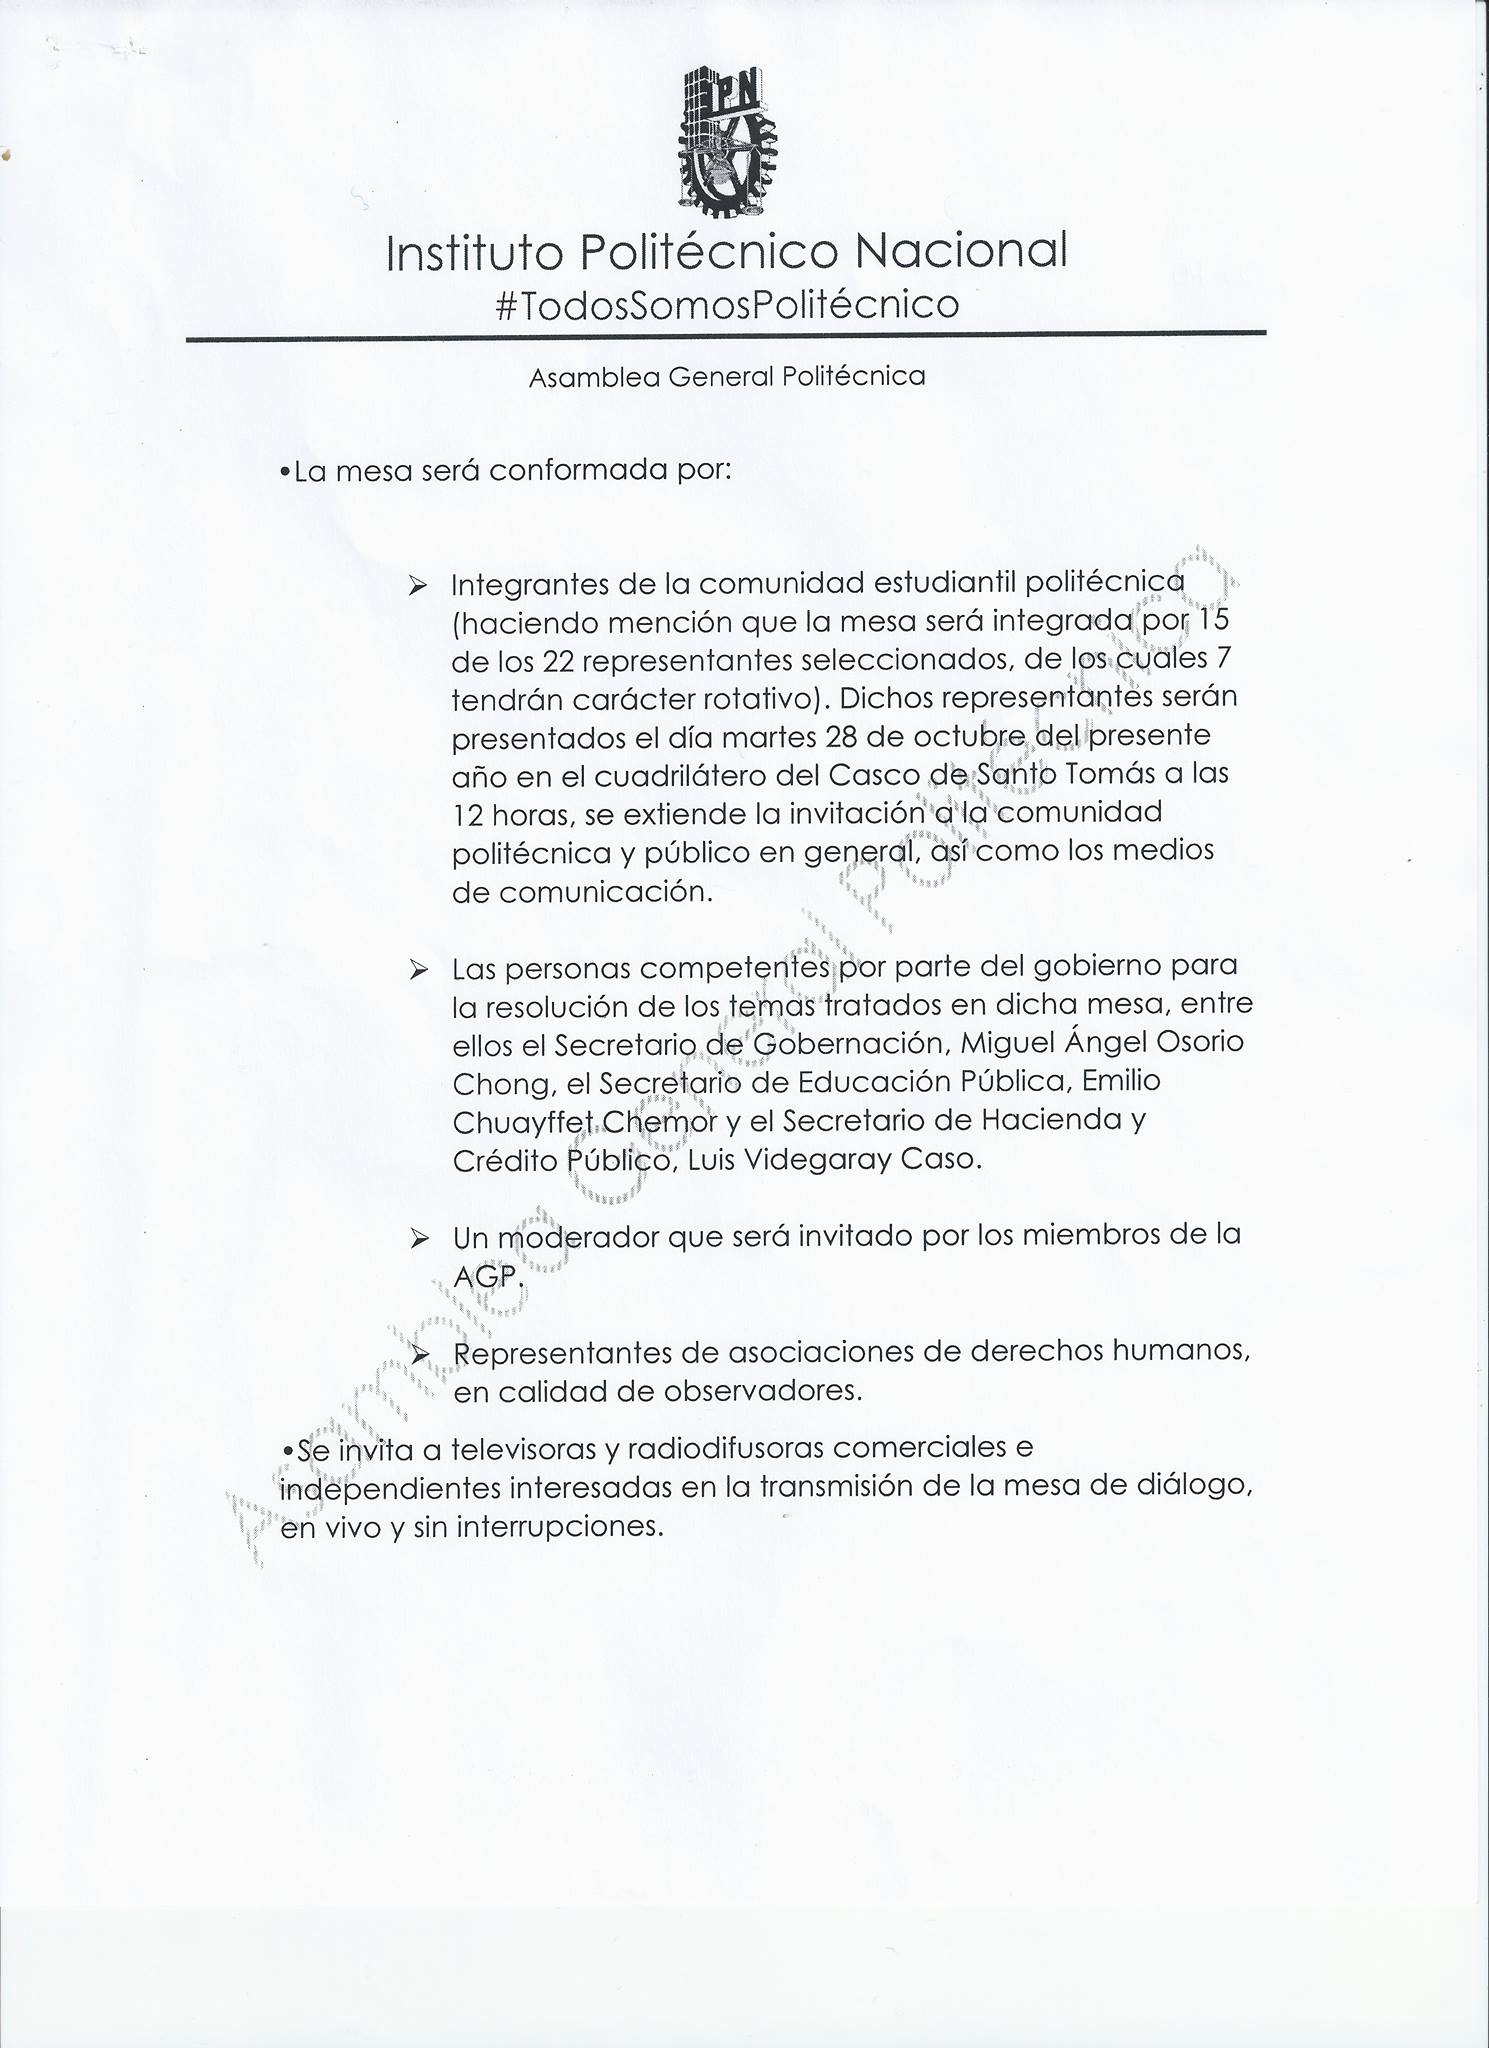 IPN
Instituto Politécnico Nacional
#TodosSomosPolitécnico
Asamblea General Politécnica
•La mesa será conformada por:
➢ Integrantes de la comunidad estudiantil politécnica
(haciendo mención que la mesa será integrada por 15
de los 22 representantes seleccionados, de los cuales 7
tendrán carácter rotativo). Dichos representantes serán
presentados el día martes 28 de octubre del presente
año en el cuadrilátero del Casco de Santo Tomás a las
12 horas, se extiende la invitación a la comunidad
politécnica y público en general, así como los medios
de comunicación.
➢ Las personas competentes por parte del gobierno para
la resolución de los temas tratados en dicha mesa, entre
ellos el Secretario de Gobernación, Miguel Ángel Osorio
Chong, el Secretario de Educación Pública, Emilio
Chuayffet Chemor y el Secretario de Hacienda y
Crédito Público, Luis Videgaray Caso.
➢ Un moderador que será invitado por los miembros de la
AGP.
➢ Representantes de asociaciones de derechos humanos,
en calidad de observadores.
•Se invita a televisoras y radiodifusoras comerciales e
independientes interesadas en la transmisión de la mesa de diálogo,
en vivo y sin interrupciones.
Asamblea General Politécnica